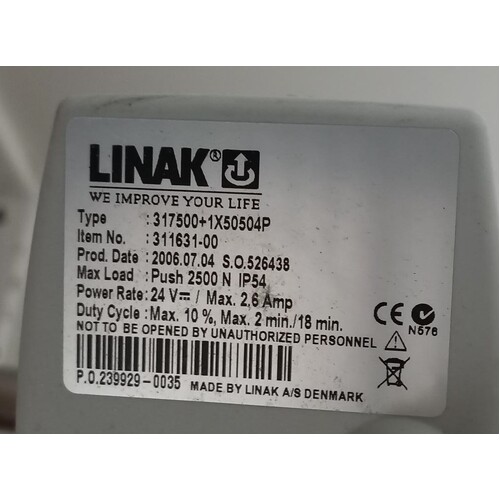 LINAK®
WE IMPROVE YOUR LIFE
Type : 317500+1X50504P
Item No. : 311631-00
Prod. Date : 2006.07.04 S.O.526438
Max Load : Push 2500 N IP54
Power Rate : 24 V⎓ / Max. 2,6 Amp
Duty Cycle : Max. 10 %, Max. 2 min./18 min.
NOT TO BE OPENED BY UNAUTHORIZED PERSONNEL
CE
N576
P.O.239929-0035 MADE BY LINAK A/S DENMARK